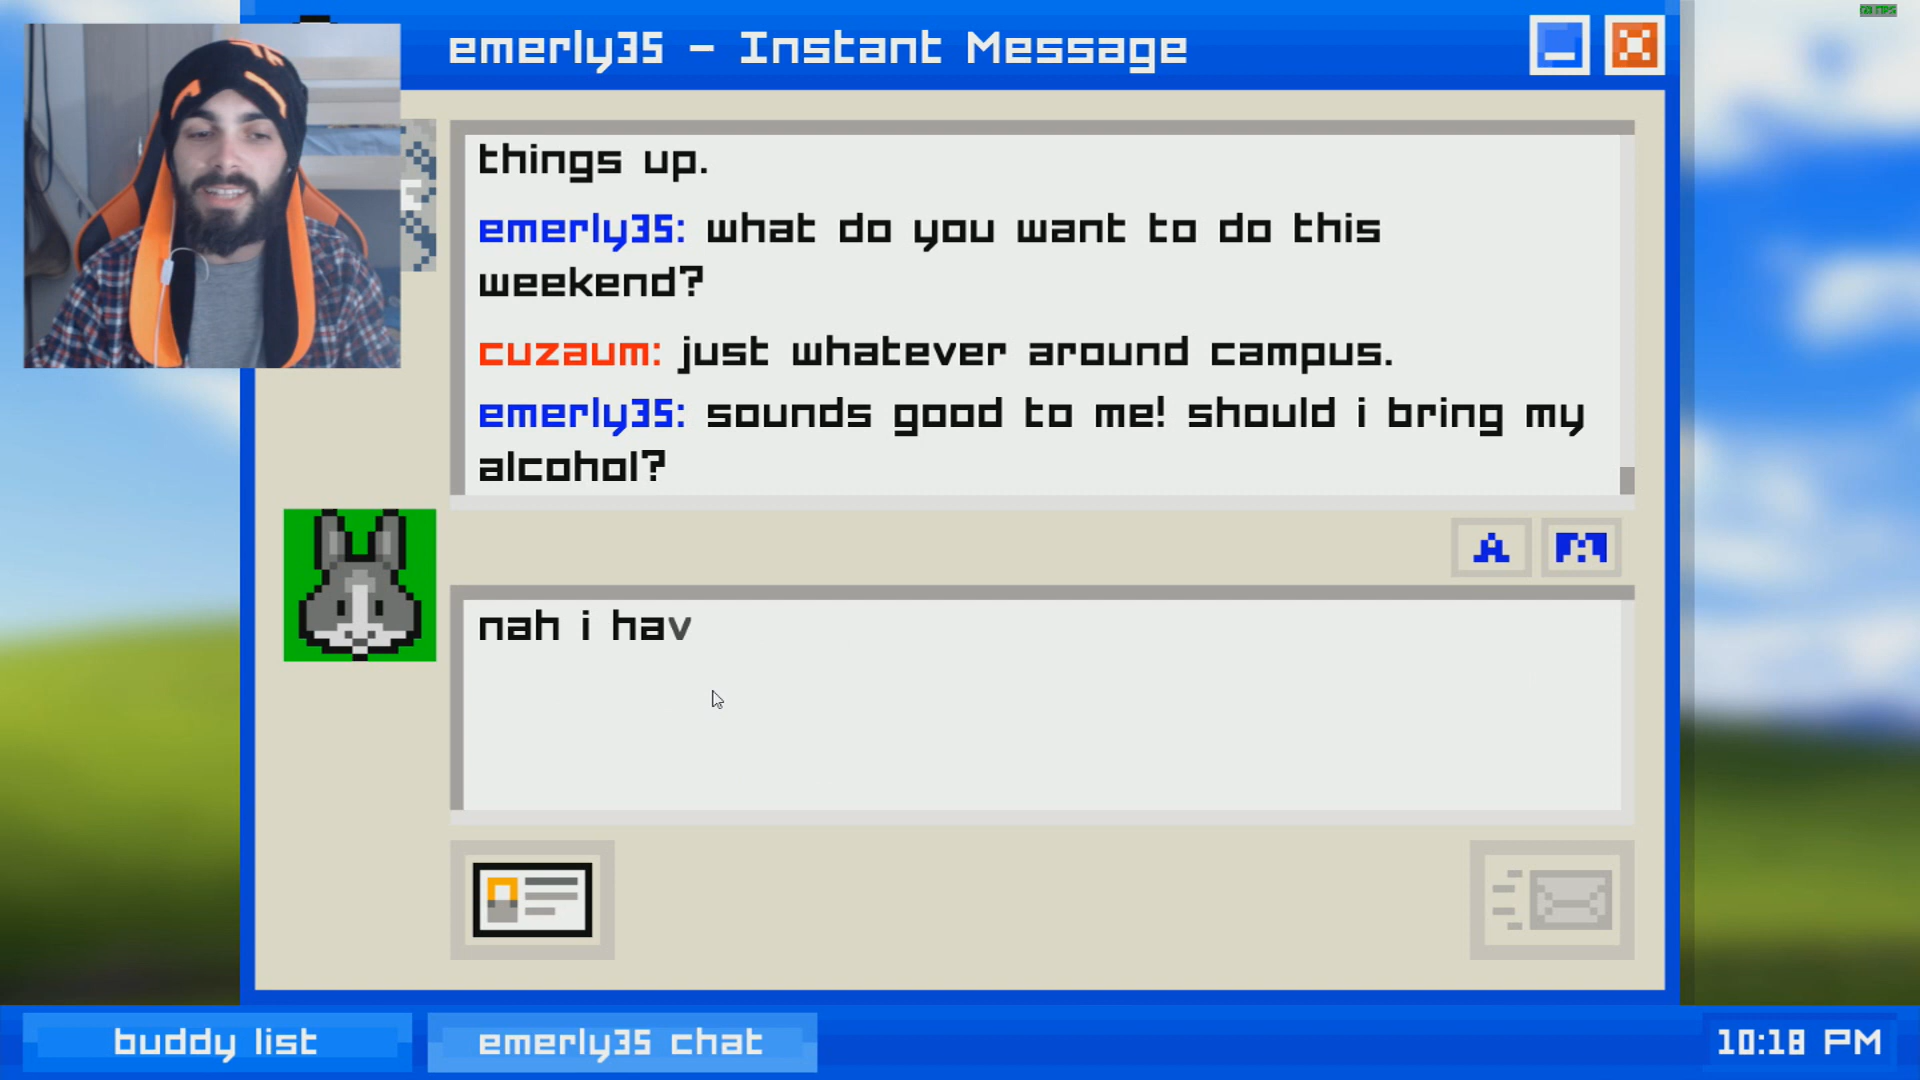 emerly35 - Instant Message
things up.
emerly35: what do you want to do this
weekend?
cuzaum: just whatever around campus.
emerly35: sounds good to me! should i bring my
alcohol?
A
nah i hav
buddy list
emerly35 chat
10:18 PM